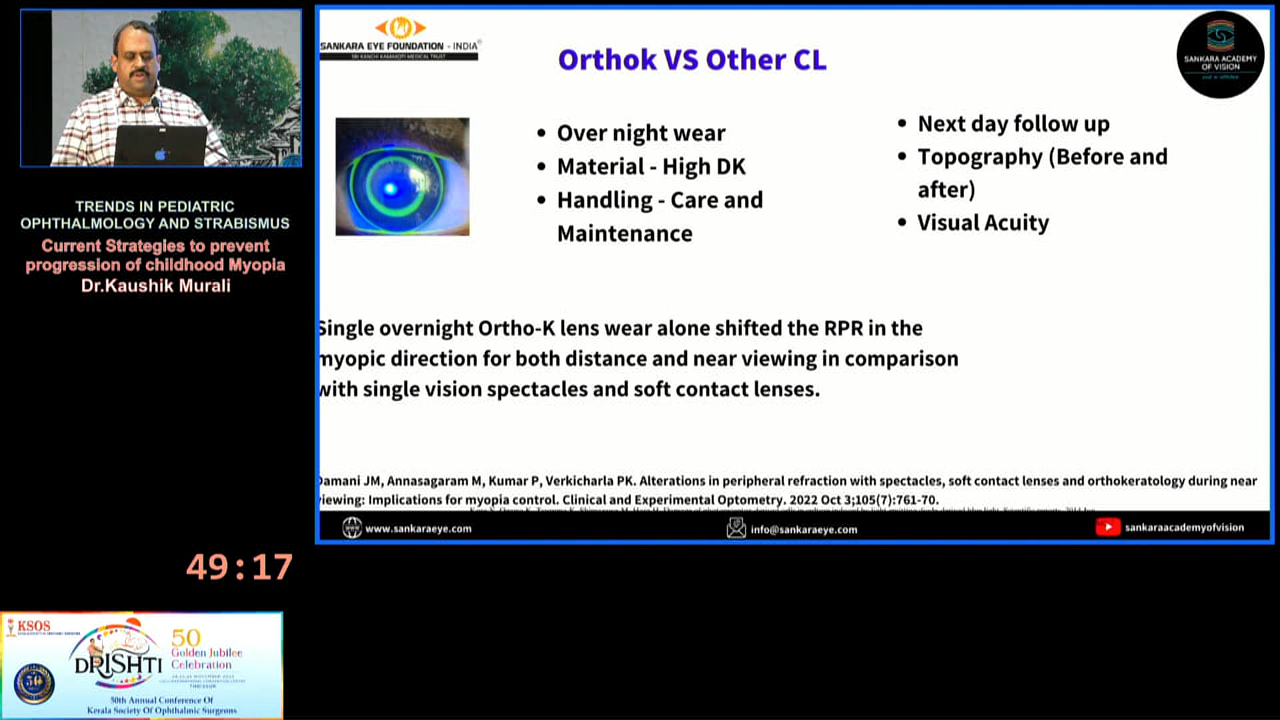 SANKARA EYE FOUNDATION - INDIA®
SRI KANCHI KAMAKOTI MEDICAL TRUST
Orthok VS Other CL
SANKARA ACADEMY
OF VISION
• Over night wear
• Material - High DK
• Handling - Care and
Maintenance
• Next day follow up
• Topography (Before and
after)
• Visual Acuity
TRENDS IN PEDIATRIC
OPHTHALMOLOGY AND STRABISMUS
Current Strategies to prevent
progression of childhood Myopia
Dr.Kaushik Murali
Single overnight Ortho-K lens wear alone shifted the RPR in the
myopic direction for both distance and near viewing in comparison
with single vision spectacles and soft contact lenses.
Damani JM, Annasagaram M, Kumar P, Verkicharla PK. Alterations in peripheral refraction with spectacles, soft contact lenses and orthokeratology during near
viewing: Implications for myopia control. Clinical and Experimental Optometry. 2022 Oct 3;105(7):761-70.
www.sankaraeye.com
info@sankaraeye.com
sankaraacademyofvision
49:17
KSOS
50
Golden Jubilee
Celebration
DRISHTI
50th Annual Conference Of
Kerala Society Of Ophthalmic Surgeons